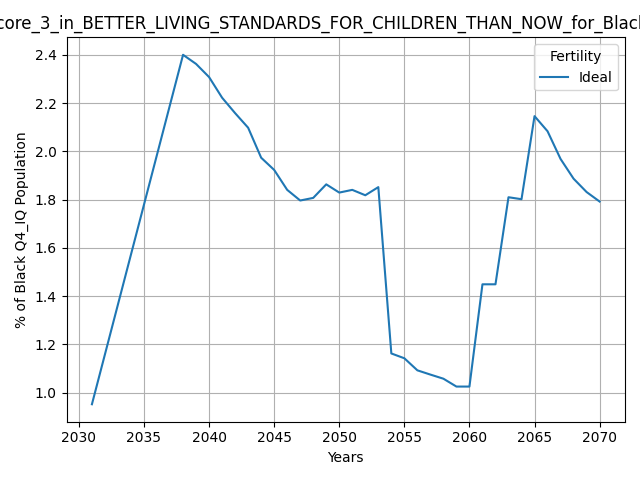 core_3_in_BETTER_LIVING_STANDARDS_FOR_CHILDREN_THAN_NOW_for_Black
Fertility
Ideal
% of Black Q4_IQ Population
2.4
2.2
2.0
1.8
1.6
1.4
1.2
1.0
2030 2035 2040 2045 2050 2055 2060 2065 2070
Years